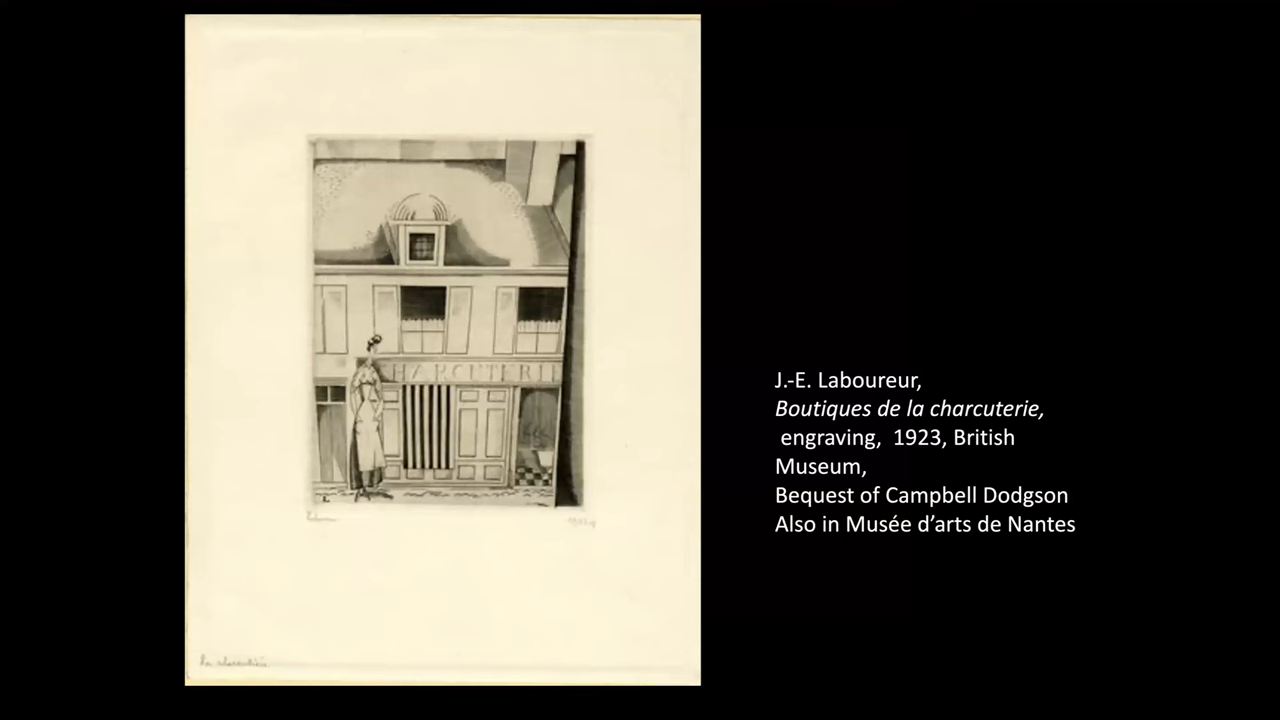 CHARCUTERIE
J.-E. Laboureur,
Boutiques de la charcuterie,
engraving, 1923, British
Museum,
Bequest of Campbell Dodgson
Also in Musée d’arts de Nantes